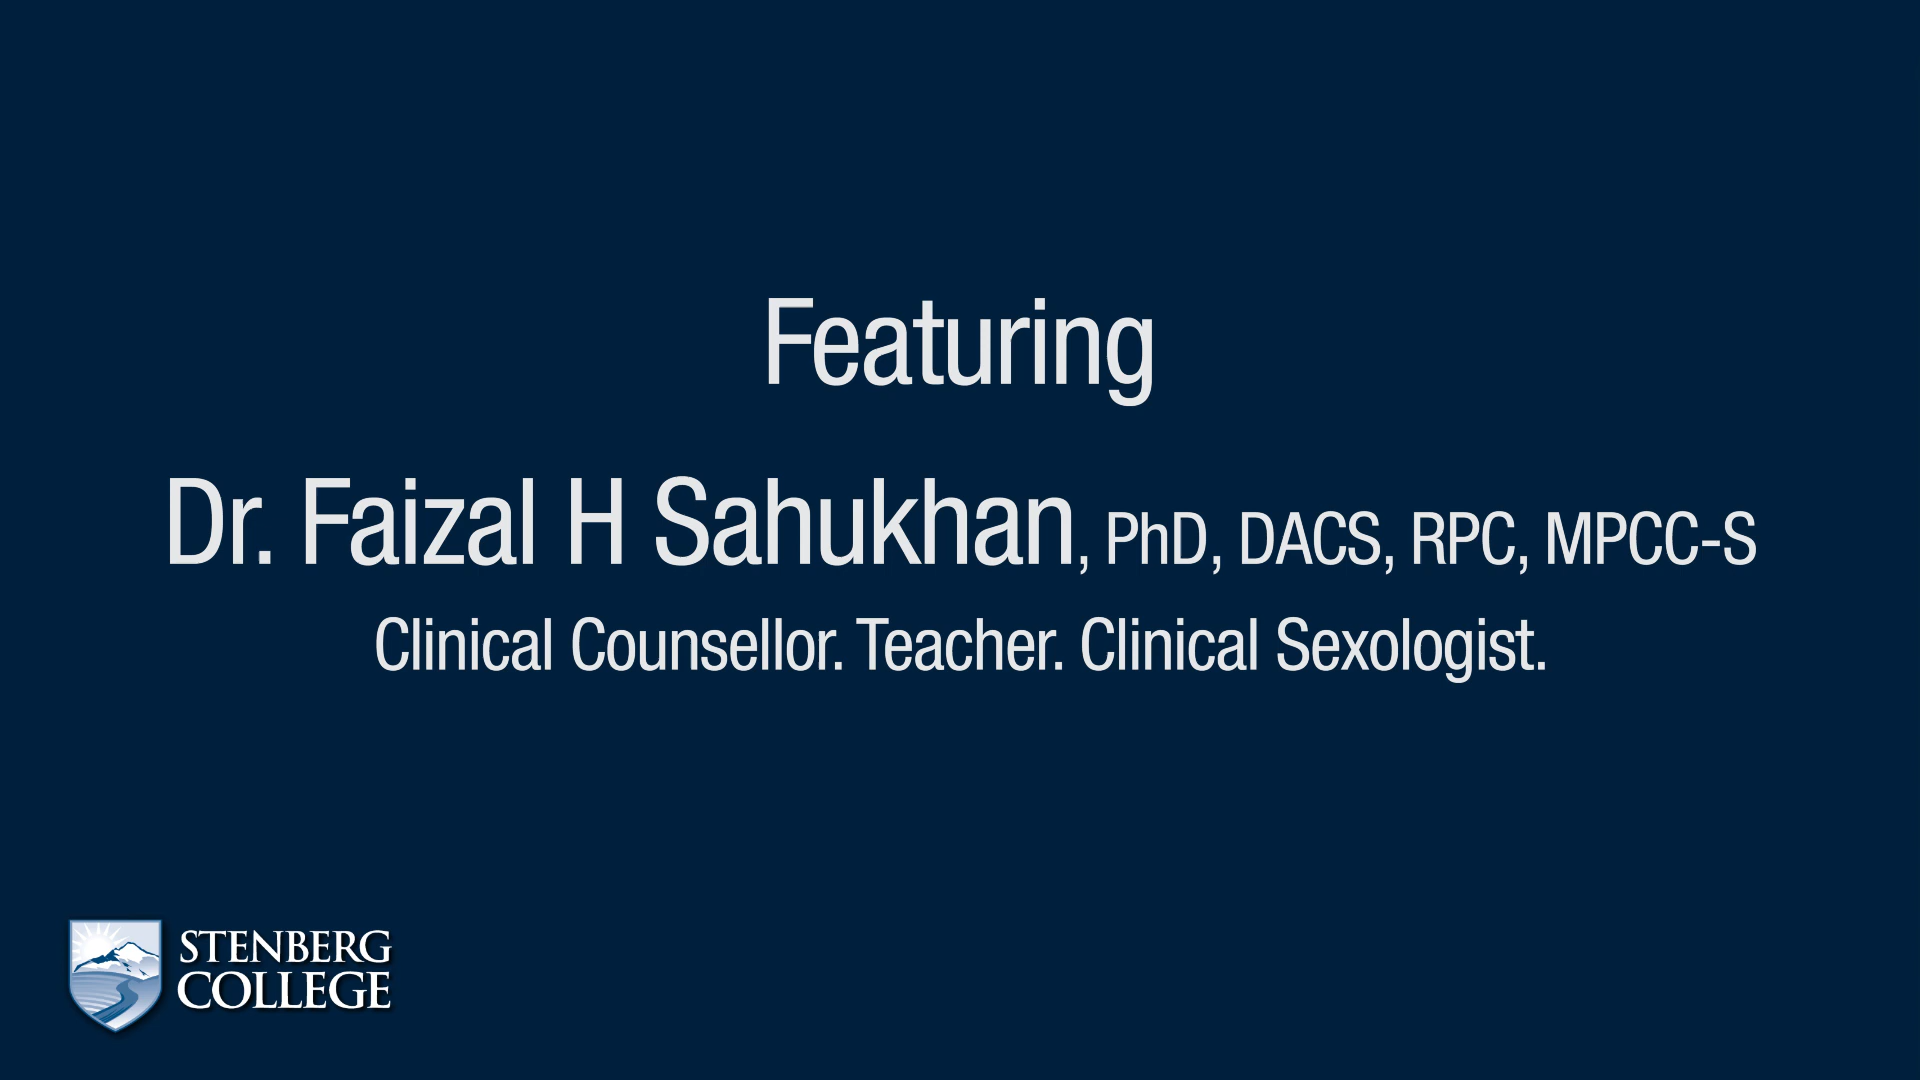 Featuring
Dr. Faizal H Sahukhan, PhD, DACS, RPC, MPCC-S
Clinical Counsellor. Teacher. Clinical Sexologist.
STENBERG
COLLEGE